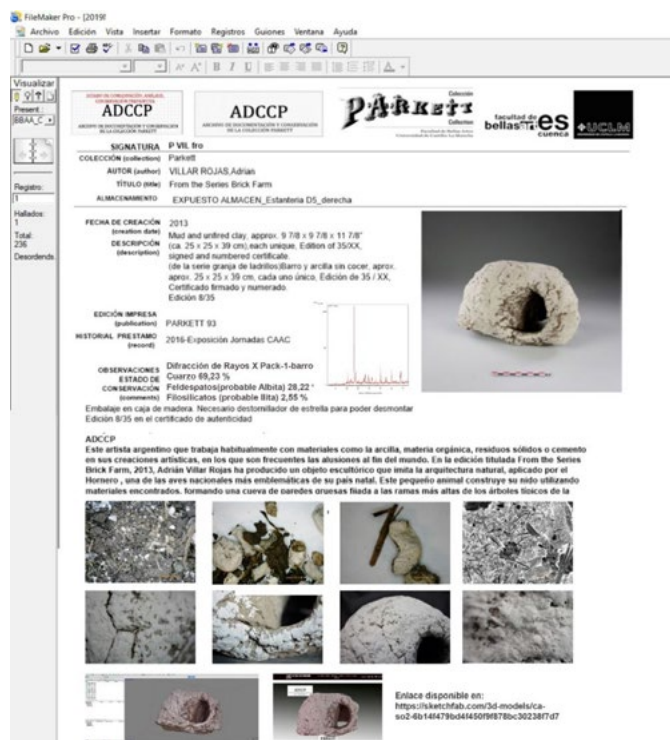 FileMaker Pro - [2019f
Archivo Edición Vista Insertar Formato Registros Guiones Ventana Ayuda
Visualizar
Present.:
BBAA_C
Registro:
1
Hallados:
1
Total:
236
Desordends.
ADCCP
ARCHIVO DE DOCUMENTACIÓN Y CONSERVACIÓN
DE LA COLECCIÓN PARKETT
ADCCP
ARCHIVO DE DOCUMENTACIÓN Y CONSERVACIÓN
DE LA COLECCIÓN PARKETT
Colección
PARKETT
Collection
Facultad de Bellas Artes
Universidad de Castilla-La Mancha
facultad de
bellasartes
cuenca
UCLM
SIGNATURA P VIL fro
COLECCIÓN (collection) Parkett
AUTOR (author) VILLAR ROJAS,Adrian
TÍTULO (title) From the Series Brick Farm
ALMACENAMIENTO EXPUESTO ALMACEN_Estanteria D5_derecha
FECHA DE CREACIÓN 2013
(creation date)
DESCRIPCIÓN
(description)
Mud and unfired clay, approx. 9 7/8 x 9 7/8 x 11 7/8"
(ca. 25 x 25 x 39 cm),each unique, Edition of 35/XX,
signed and numbered certificate.
(de la serie granja de ladrillos)Barro y arcilla sin cocer, aprox.
aprox. 25 x 25 x 39 cm, cada uno único, Edición de 35 / XX,
Certificado firmado y numerado.
Edición 8/35
EDICIÓN IMPRESA
(publication) PARKETT 93
HISTORIAL PRESTAMO
(record) 2016-Exposición Jornadas CAAC
OBSERVACIONES
ESTADO DE
CONSERVACIÓN
(comments)
Difracción de Rayos X Pack-1-barro
Cuarzo 69,23 %
Feldespatos(probable Albita) 28,22
Filosilicatos (probable Ilita) 2,55 %
Embalaje en caja de madera. Necesario destornillador de estrella para poder desmontar
Edición 8/35 en el certificado de autenticidad
ADCCP
Este artista argentino que trabaja habitualmente con materiales como la arcilla, materia orgánica, residuos sólidos o cemento
en sus creaciones artísticas, en los que son frecuentes las alusiones al fin del mundo. En la edición titulada From the Series
Brick Farm, 2013, Adrián Villar Rojas ha producido un objeto escultórico que imita la arquitectura natural, aplicado por el
Hornero , una de las aves nacionales más emblemáticas de su país natal. Este pequeño animal construye su nido utilizando
materiales encontrados, formando una cueva de paredes gruesas fijada a las ramas más altas de los árboles típicos de la
Enlace disponible en:
https://sketchfab.com/3d-models/ca-
so2-6b14f479bd4f450f9f878bc30238f7d7